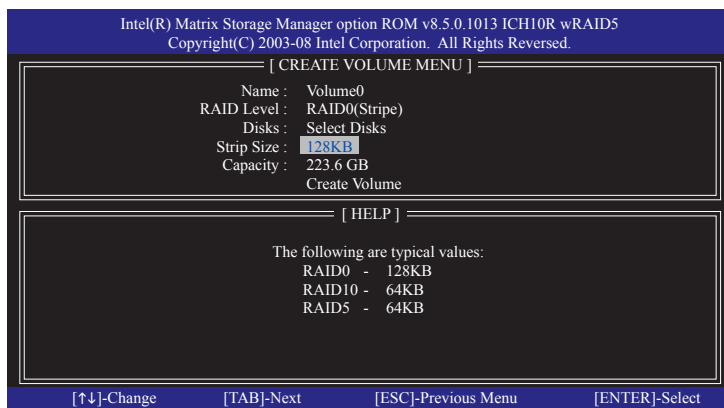 Intel(R) Matrix Storage Manager option ROM v8.5.0.1013 ICH10R wRAID5
Copyright(C) 2003-08 Intel Corporation. All Rights Reversed.
[ CREATE VOLUME MENU ]
Name : Volume0
RAID Level : RAID0(Stripe)
Disks : Select Disks
Strip Size : 128KB
Capacity : 223.6 GB
Create Volume
[ HELP ]
The following are typical values:
RAID0 - 128KB
RAID10 - 64KB
RAID5 - 64KB
[↑↓]-Change [TAB]-Next [ESC]-Previous Menu [ENTER]-Select